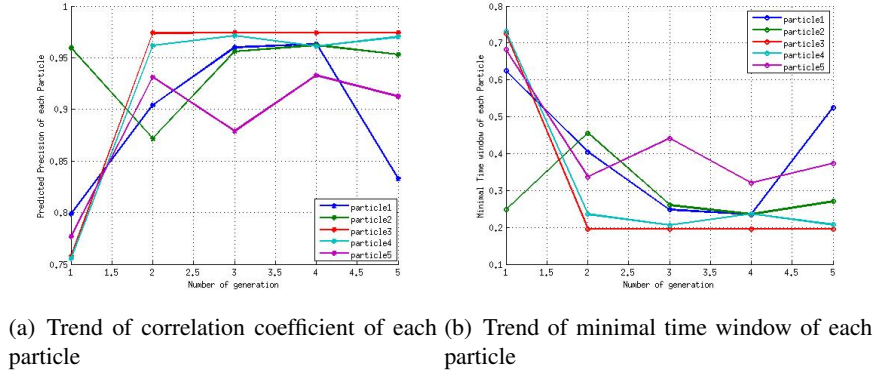 Predicted Precision of each Particle
1
0.95
0.9
0.85
0.8
0.75
1 1.5 2 2.5 3 3.5 4 4.5 5
Number of generation
particle1
particle2
particle3
particle4
particle5
Minimal Time window of each Particle
0.8
0.7
0.6
0.5
0.4
0.3
0.2
0.1
1 1.5 2 2.5 3 3.5 4 4.5 5
Number of generation
particle1
particle2
particle3
particle4
particle5
(a) Trend of correlation coefficient of each
particle
(b) Trend of minimal time window of each
particle